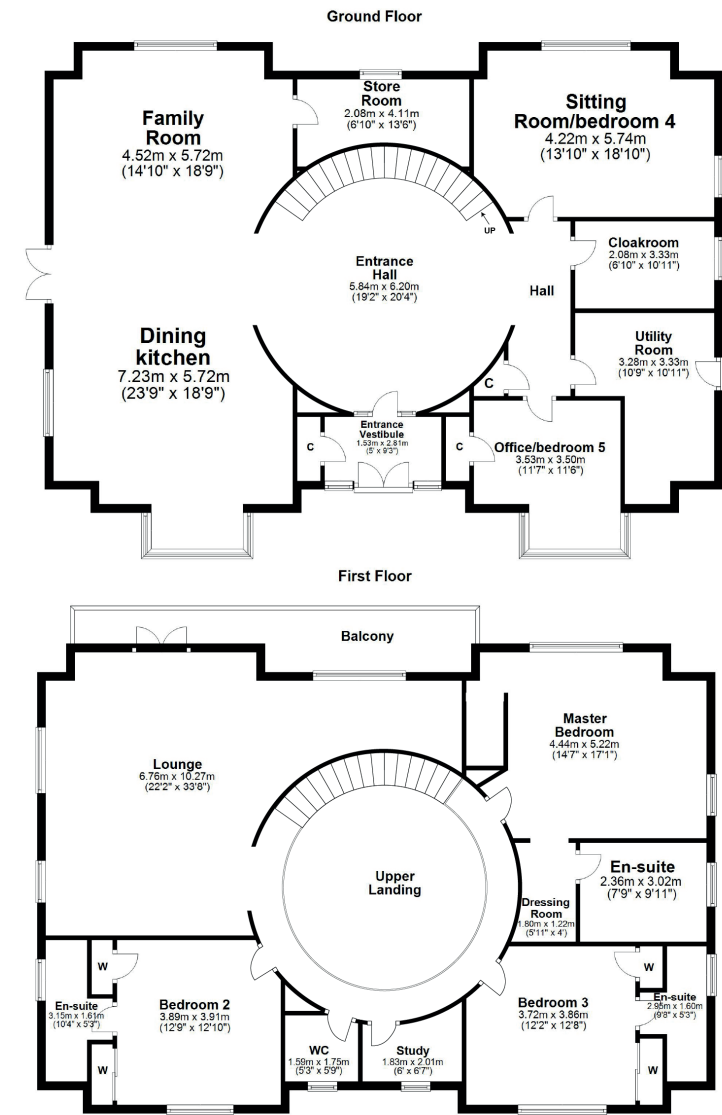 Ground Floor
Family
Room
4.52m x 5.72m
(14'10" x 18'9")
Store
Room
2.08m x 4.11m
(6'10" x 13'6")
Sitting
Room/bedroom 4
4.22m x 5.74m
(13'10" x 18'10")
UP
Entrance
Hall
5.84m x 6.20m
(19'2" x 20'4")
Hall
Cloakroom
2.08m x 3.33m
(6'10" x 10'11")
Dining
kitchen
7.23m x 5.72m
(23'9" x 18'9")
Utility
Room
3.28m x 3.33m
(10'9" x 10'11")
C
C
Entrance
Vestibule
1.53m x 2.81m
(5' x 9'3")
C
Office/bedroom 5
3.53m x 3.50m
(11'7" x 11'6")
First Floor
Balcony
Lounge
6.76m x 10.27m
(22'2" x 33'8")
Master
Bedroom
4.44m x 5.22m
(14'7" x 17'1")
Upper
Landing
En-suite
2.36m x 3.02m
(7'9" x 9'11")
Dressing
Room
1.80m x 1.22m
(5'11" x 4')
W
En-suite
3.15m x 1.61m
(10'4" x 5'3")
W
Bedroom 2
3.89m x 3.91m
(12'9" x 12'10")
WC
1.59m x 1.75m
(5'3" x 5'9")
Study
1.83m x 2.01m
(6' x 6'7")
Bedroom 3
3.72m x 3.86m
(12'2" x 12'8")
W
En-suite
2.95m x 1.60m
(9'8" x 5'3")
W